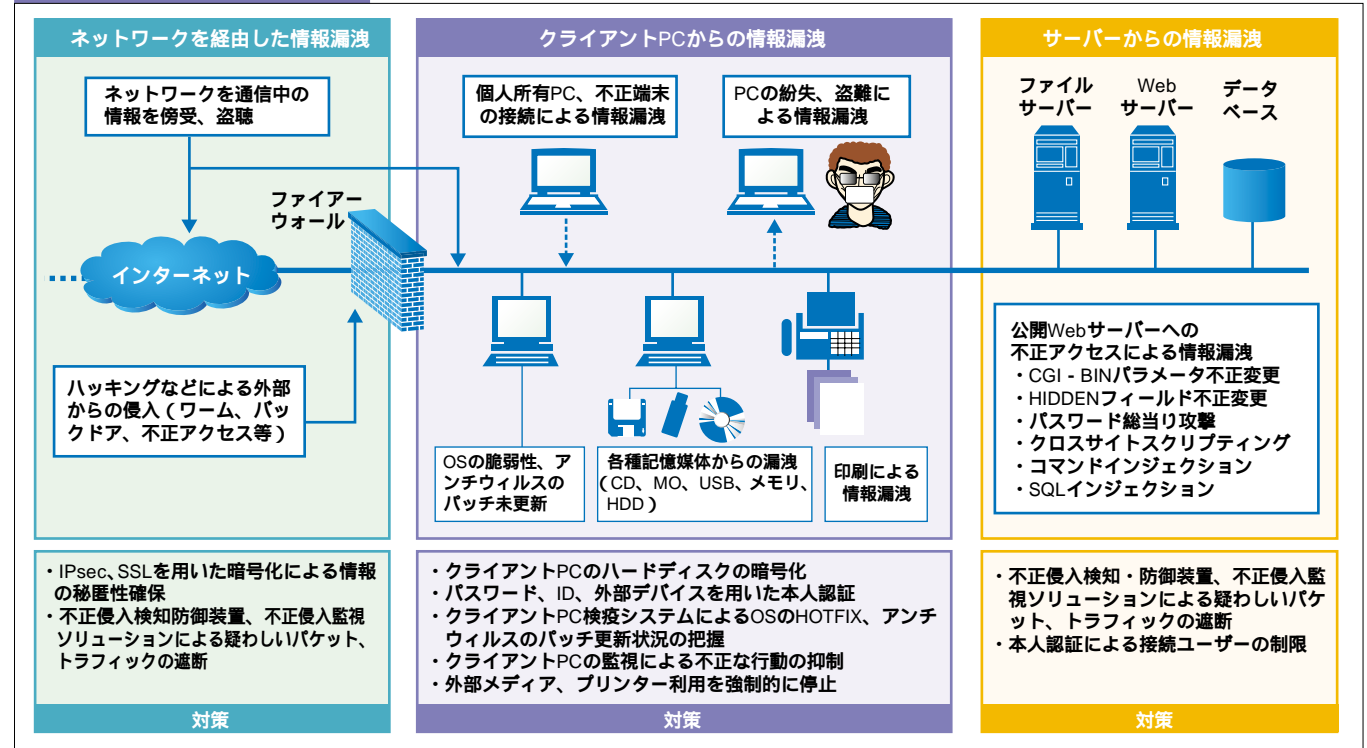 ネットワークを経由した情報漏洩
ネットワークを通信中の
情報を傍受、盗聴
ファイアー
ウォール
インターネット
ハッキングなどによる外部
からの侵入（ワーム、バッ
クドア、不正アクセス等）
・IPsec、SSLを用いた暗号化による情報
の秘匿性確保
・不正侵入検知防御装置、不正侵入監視
ソリューションによる疑わしいパケット、
トラフィックの遮断
対策
クライアントPCからの情報漏洩
個人所有PC、不正端末
の接続による情報漏洩
PCの紛失、盗難に
よる情報漏洩
OSの脆弱性、ア
ンチウィルスの
パッチ未更新
各種記憶媒体からの漏洩
（CD、MO、USB、メモリ、
HDD）
印刷による
情報漏洩
・クライアントPCのハードディスクの暗号化
・パスワード、ID、外部デバイスを用いた本人認証
・クライアントPC検疫システムによるOSのHOTFIX、アンチ
ウィルスのパッチ更新状況の把握
・クライアントPCの監視による不正な行動の抑制
・外部メディア、プリンター利用を強制的に停止
対策
サーバーからの情報漏洩
ファイル
サーバー
Web
サーバー
データ
ベース
公開Webサーバーへの
不正アクセスによる情報漏洩
・CGI - BINパラメータ不正変更
・HIDDENフィールド不正変更
・パスワード総当り攻撃
・クロスサイトスクリプティング
・コマンドインジェクション
・SQLインジェクション
・不正侵入検知・防御装置、不正侵入監
視ソリューションによる疑わしいパケ
ット、トラフィックの遮断
・本人認証による接続ユーザーの制限
対策